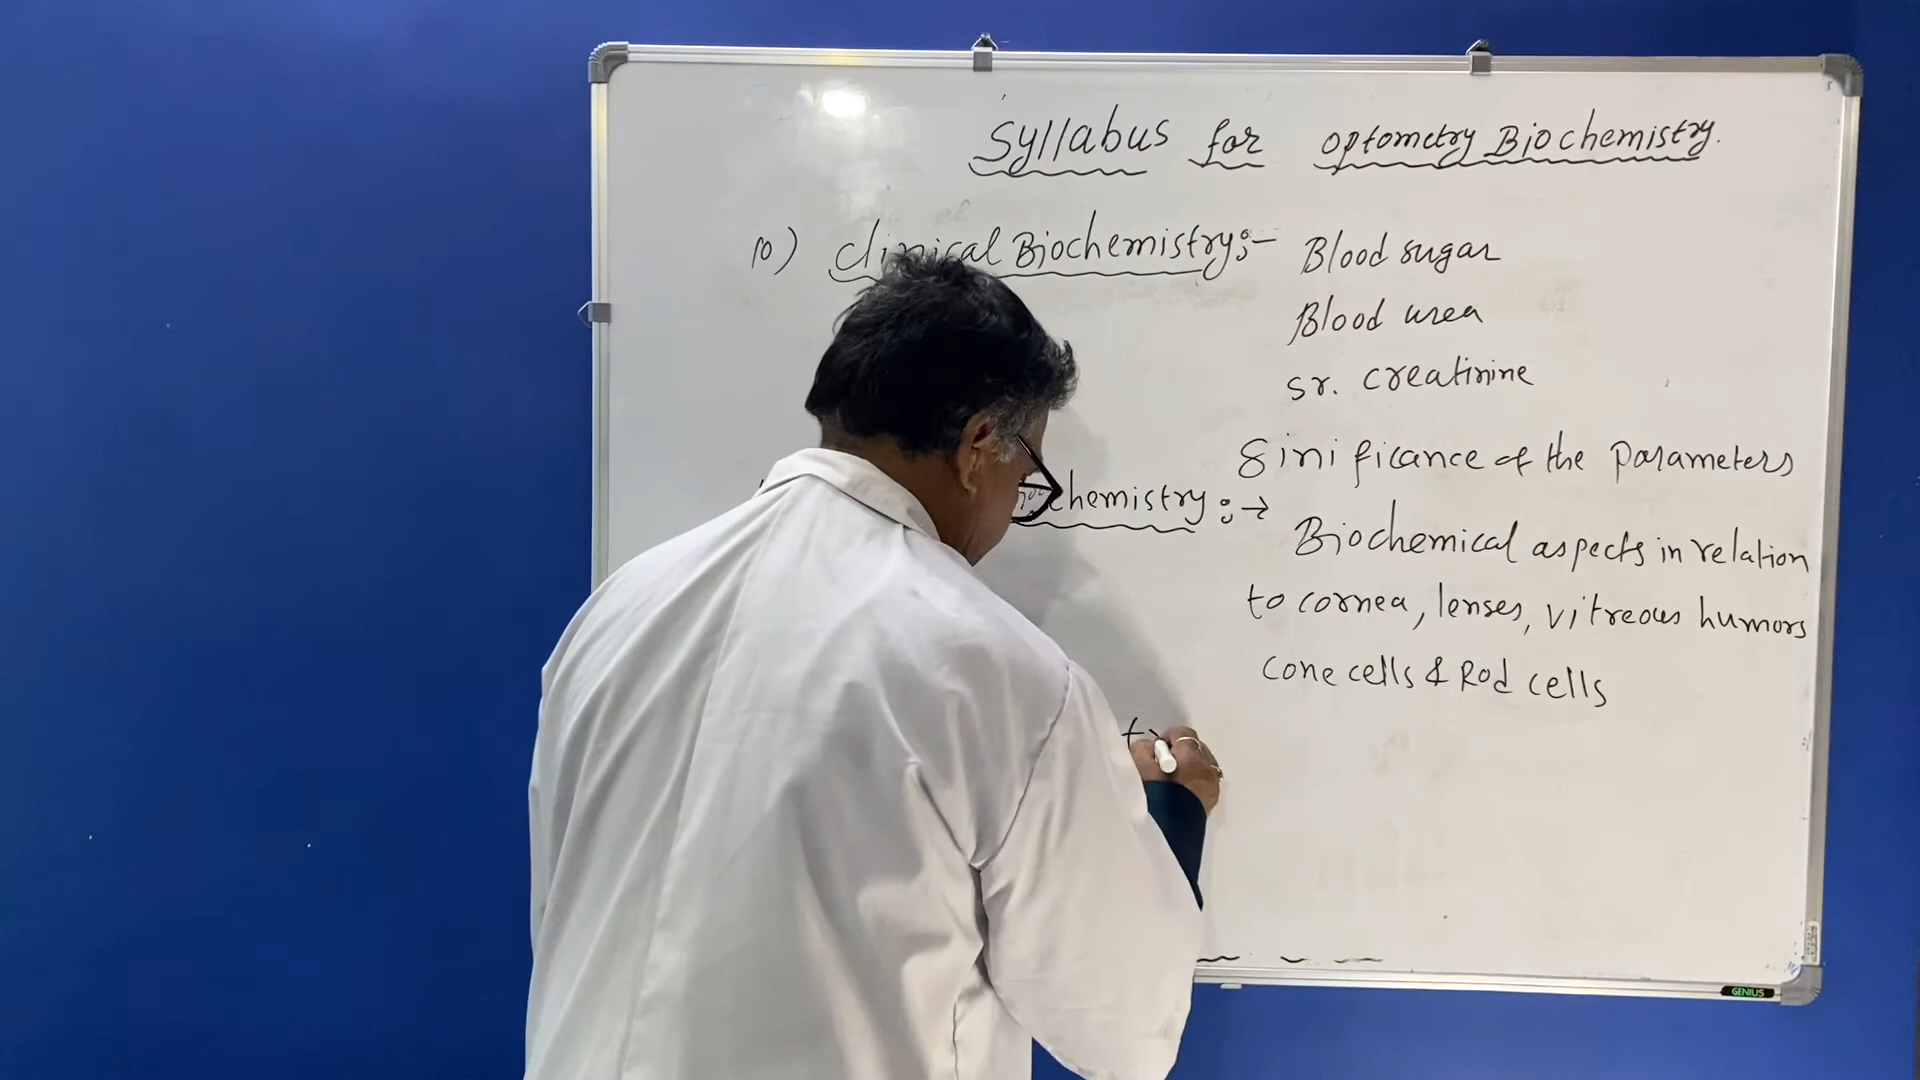 Syllabus for optometry Biochemistry.
10) Clinical Biochemistry:- Blood sugar
Blood urea
sr. creatinine
Sinificance of the parameters
chemistry :→
Biochemical aspects in relation
to cornea, lenses, vitreous humors
cone cells & Rod cells
GENIUS